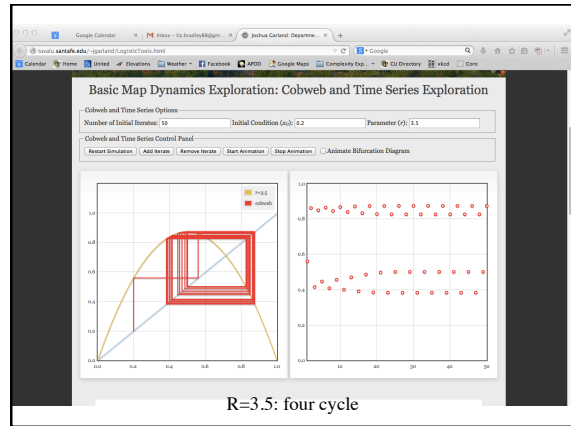 Google Calendar
Inbox - liz.bradley88@gm...
Joshua Garland: Departme...
tuvalu.santafe.edu/~jgarland/LogisticTools.html
Google
Calendar Home United Elevations Weather Facebook APOD Google Maps Complexity Exp... CU Directory xkcd Coro
Basic Map Dynamics Exploration: Cobweb and Time Series Exploration
Cobweb and Time Series Options
Number of Initial Iterates: 50 Initial Condition (x₀): 0.2 Parameter (r): 3.5
Cobweb and Time Series Control Panel
Restart Simulation Add Iterate Remove Iterate Start Animation Stop Animation Animate Bifurcation Diagram
r=3.5
cobweb
1.0
0.8
0.6
0.4
0.2
0.0
0.0 0.2 0.4 0.6 0.8 1.0
1.0
0.8
0.6
0.4
0.2
0.0
10 20 30 40 50
R=3.5: four cycle